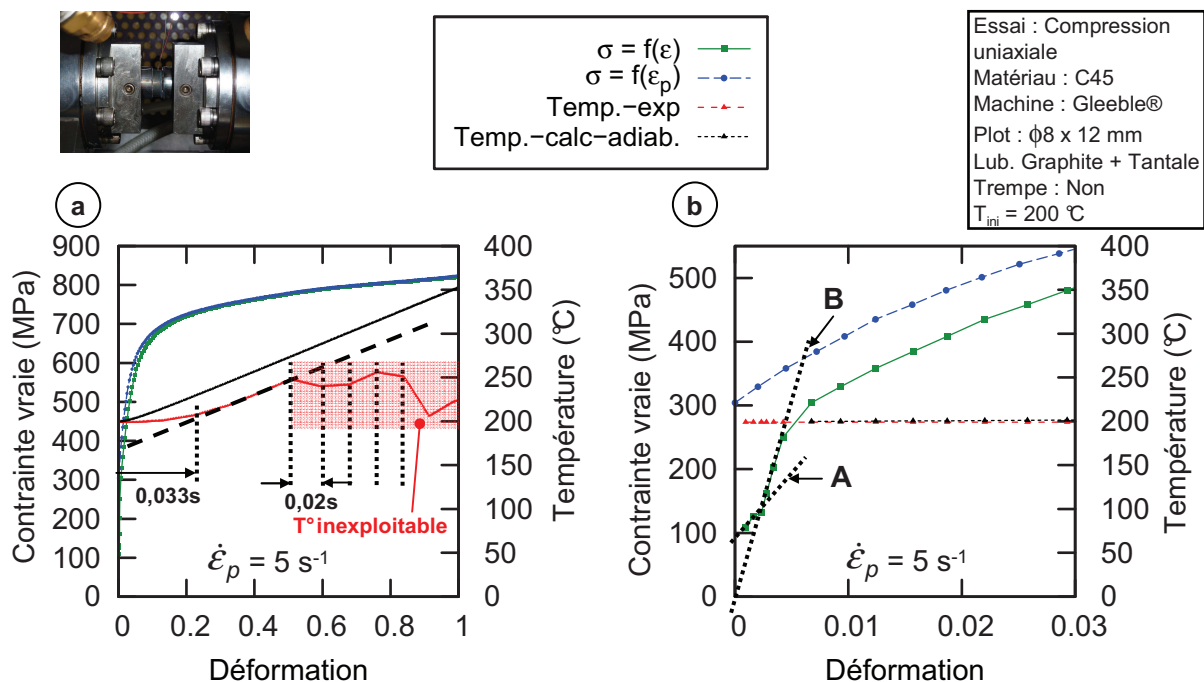 σ = f(ε)
σ = f(εp)
Temp.−exp
Temp.−calc−adiab.
Essai : Compression
uniaxiale
Matériau : C45
Machine : Gleeble®
Plot : ϕ8 x 12 mm
Lub. Graphite + Tantale
Trempe : Non
Tini = 200 °C
a
Contrainte vraie (MPa)
900
800
700
600
500
400
300
200
100
0
0
0.2
0.4
0.6
0.8
1
Déformation
400
350
300
250
200
150
100
50
0
Température (°C)
0,033s
0,02s
T° inexploitable
ε̇p = 5 s-1
b
Contrainte vraie (MPa)
500
400
300
200
100
0
0
0.01
0.02
0.03
Déformation
400
350
300
250
200
150
100
50
0
Température (°C)
B
A
ε̇p = 5 s-1